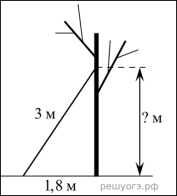 3 м
? м
1,8 м
решуогэ.рф